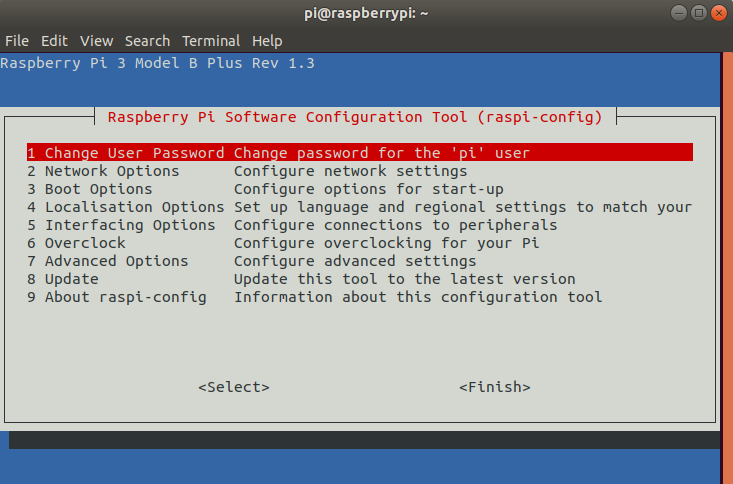 pi@raspberrypi: ~
File Edit View Search Terminal Help
Raspberry Pi 3 Model B Plus Rev 1.3
Raspberry Pi Software Configuration Tool (raspi-config)
1 Change User Password Change password for the 'pi' user
2 Network Options Configure network settings
3 Boot Options Configure options for start-up
4 Localisation Options Set up language and regional settings to match your
5 Interfacing Options Configure connections to peripherals
6 Overclock Configure overclocking for your Pi
7 Advanced Options Configure advanced settings
8 Update Update this tool to the latest version
9 About raspi-config Information about this configuration tool
<Select> <Finish>